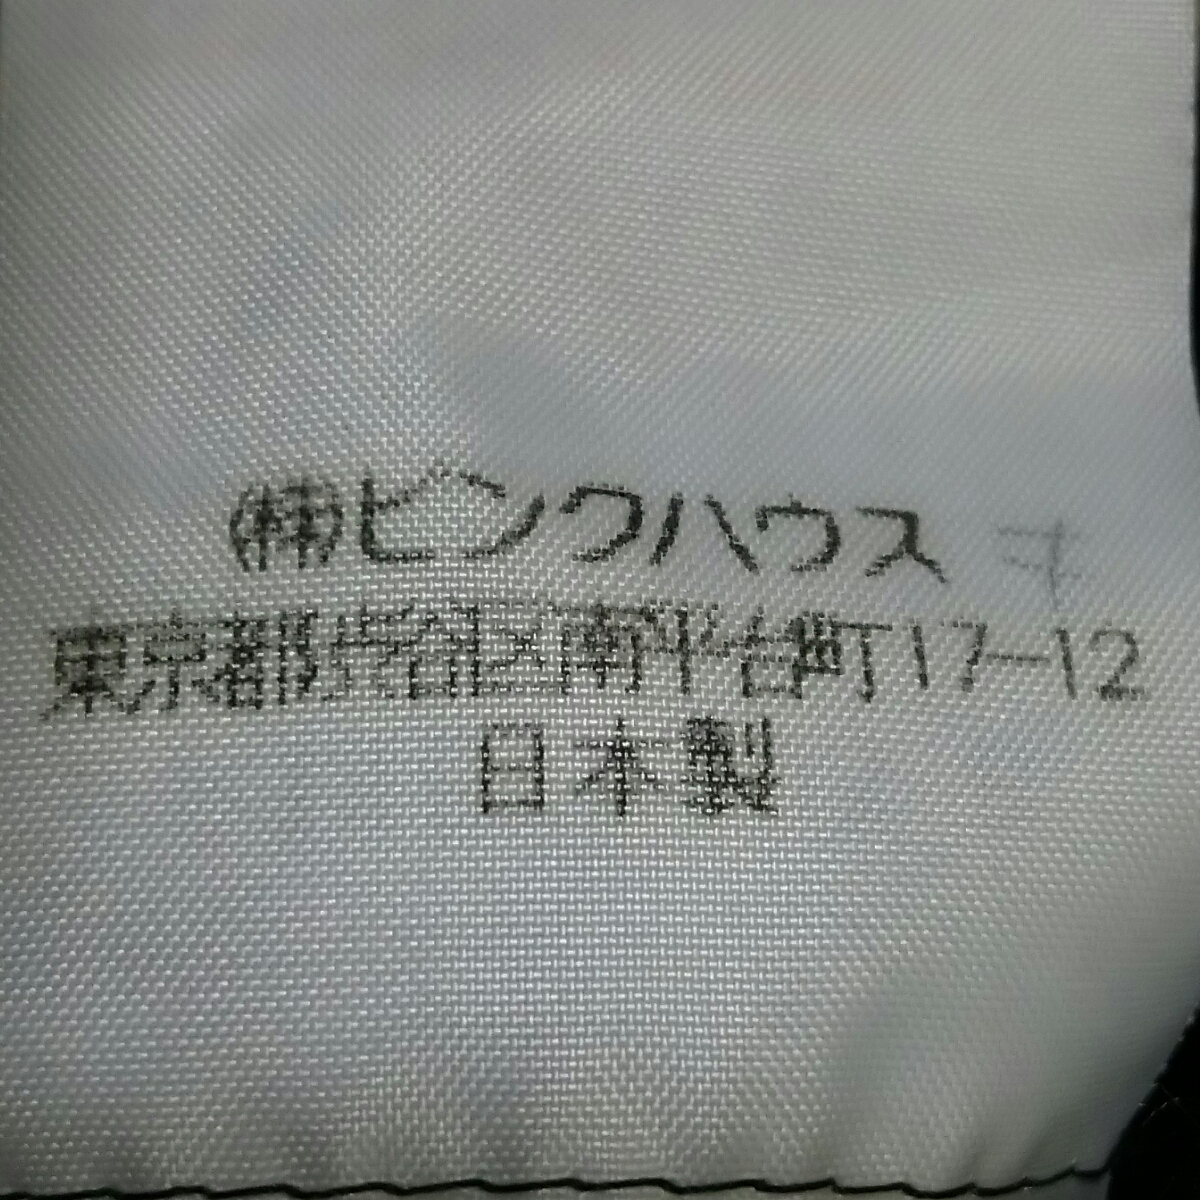 ㈱ピンクハウス ヲ
東京都渋谷区南平台町17-12
日本製